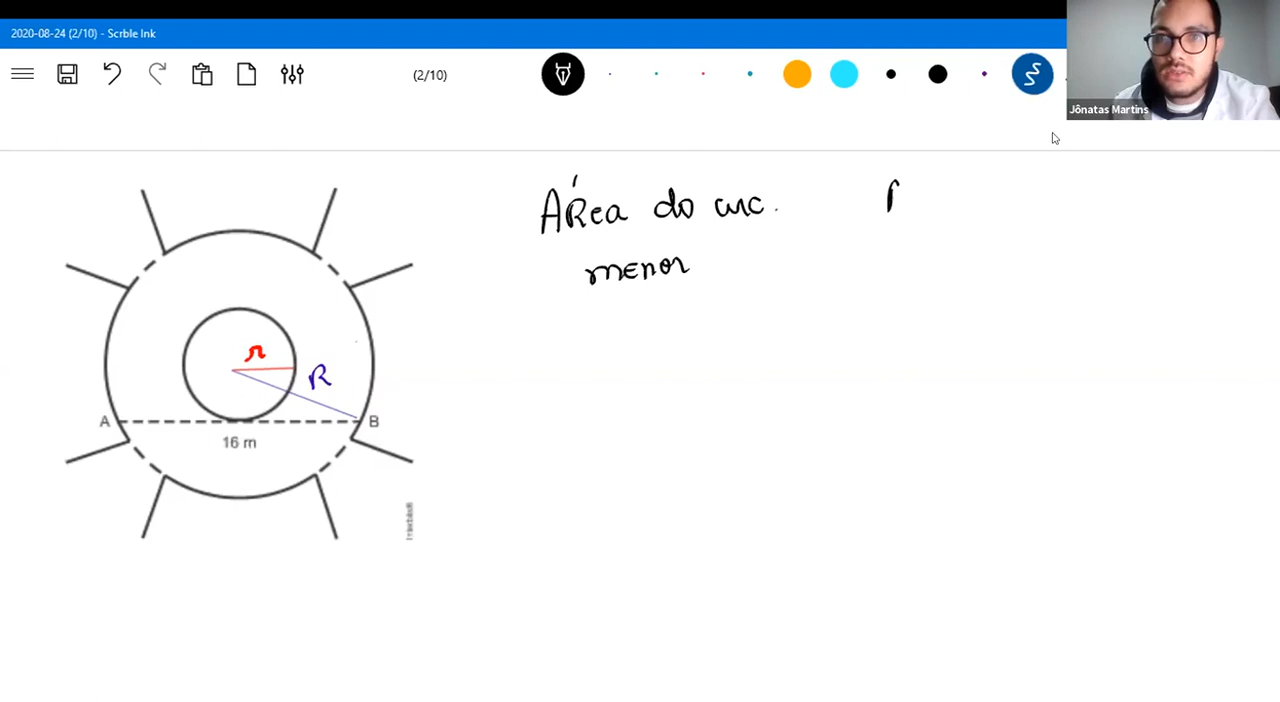 2020-08-24 (2/10) - Scrble Ink
(2/10)
Jônatas Martins
Área do circ.
menor
r
R
A
B
16 m